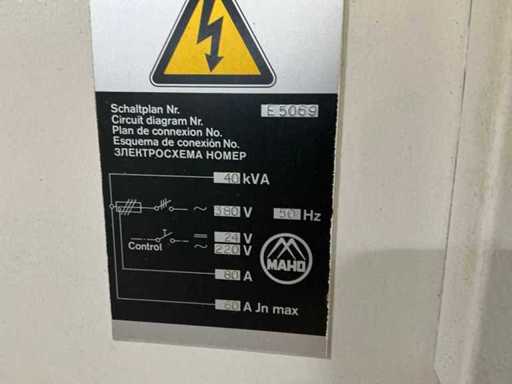 Schaltplan Nr. E5069
Circuit diagram Nr.
Plan de connexion No.
Esquema de conexión No.
ЗЛЕКТРОСХЕМА НОМЕР
40 kVA
~ 380 V 50 Hz
= 24 V
Control ~ 220 V
MAHO
80 A
60 A Jn max